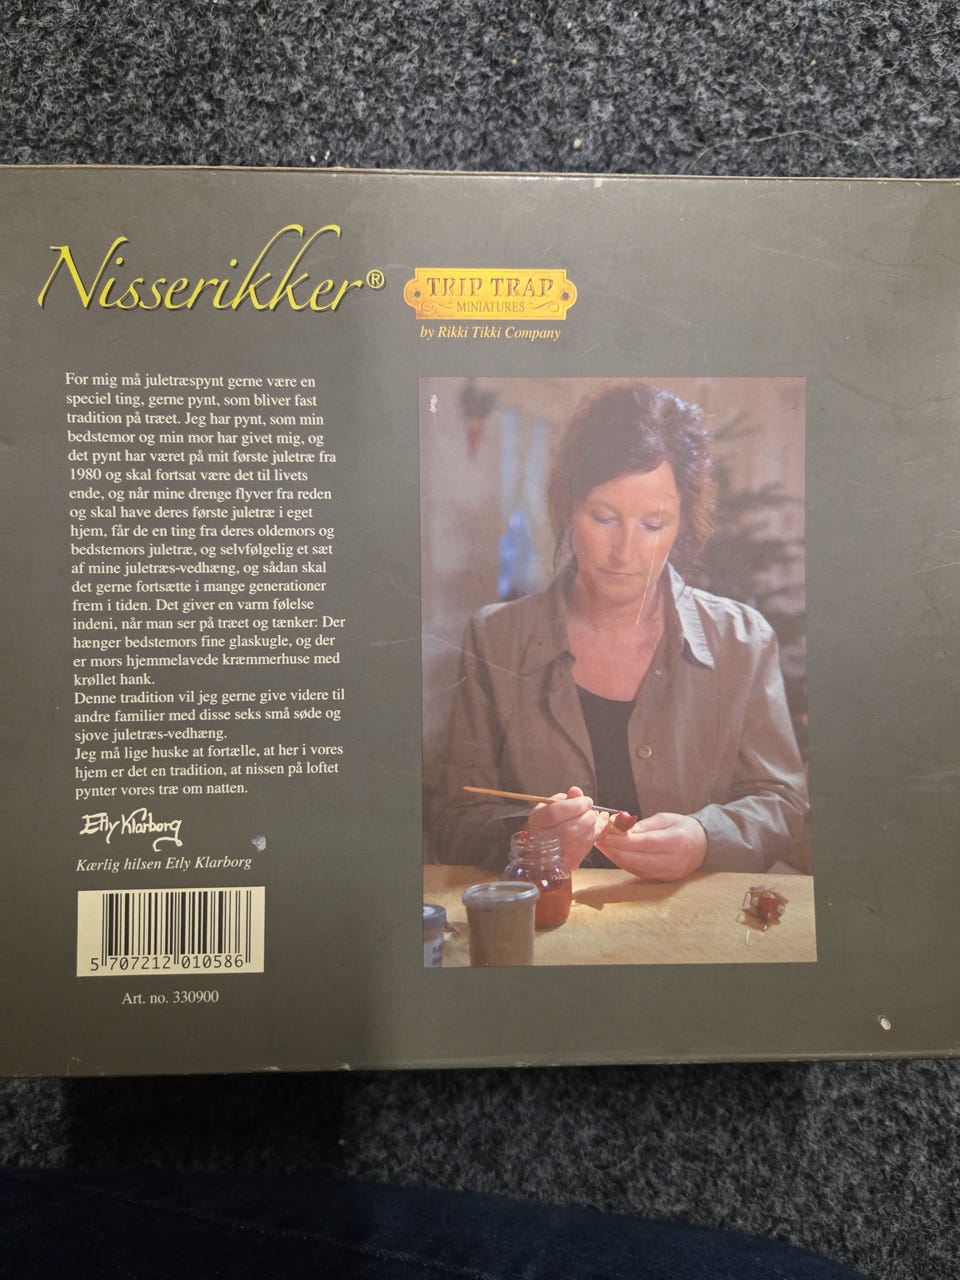 Nisserikker®
TRIP TRAP
MINIATURES
by Rikki Tikki Company
For mig må juletræspynt gerne være en
speciel ting, gerne pynt, som bliver fast
tradition på træet. Jeg har pynt, som min
bedstemor og min mor har givet mig, og
det pynt har været på mit første juletræ fra
1980 og skal fortsat være det til livets
ende, og når mine drenge flyver fra reden
og skal have deres første juletræ i eget
hjem, får de en ting fra deres oldemors og
bedstemors juletræ, og selvfølgelig et sæt
af mine juletræs-vedhæng, og sådan skal
det gerne fortsætte i mange generationer
frem i tiden. Det giver en varm følelse
indeni, når man ser på træet og tænker: Der
hænger bedstemors fine glaskugle, og der
er mors hjemmelavede kræmmerhuse med
krøllet hank.
Denne tradition vil jeg gerne give videre til
andre familier med disse seks små søde og
sjove juletræs-vedhæng.
Jeg må lige huske at fortælle, at her i vores
hjem er det en tradition, at nissen på loftet
pynter vores træ om natten.
Etly Klarborg
Kærlig hilsen Etly Klarborg
5 707212 010586
Art. no. 330900